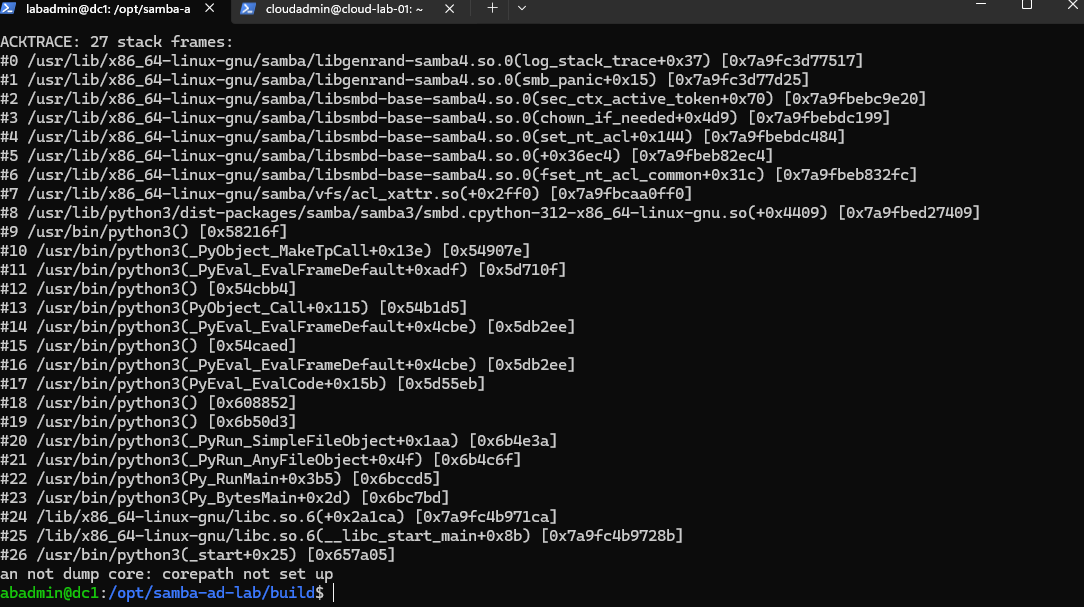 labadmin@dc1: /opt/samba-a
cloudadmin@cloud-lab-01: ~
ACKTRACE: 27 stack frames:
#0 /usr/lib/x86_64-linux-gnu/samba/libgenrand-samba4.so.0(log_stack_trace+0x37) [0x7a9fc3d77517]
#1 /usr/lib/x86_64-linux-gnu/samba/libgenrand-samba4.so.0(smb_panic+0x15) [0x7a9fc3d77d25]
#2 /usr/lib/x86_64-linux-gnu/samba/libsmbd-base-samba4.so.0(sec_ctx_active_token+0x70) [0x7a9fbebc9e20]
#3 /usr/lib/x86_64-linux-gnu/samba/libsmbd-base-samba4.so.0(chown_if_needed+0x4d9) [0x7a9fbebdc199]
#4 /usr/lib/x86_64-linux-gnu/samba/libsmbd-base-samba4.so.0(set_nt_acl+0x144) [0x7a9fbebdc484]
#5 /usr/lib/x86_64-linux-gnu/samba/libsmbd-base-samba4.so.0(+0x36ec4) [0x7a9fbeb82ec4]
#6 /usr/lib/x86_64-linux-gnu/samba/libsmbd-base-samba4.so.0(fset_nt_acl_common+0x31c) [0x7a9fbeb832fc]
#7 /usr/lib/x86_64-linux-gnu/samba/vfs/acl_xattr.so(+0x2ff0) [0x7a9fbcaa0ff0]
#8 /usr/lib/python3/dist-packages/samba/samba3/smbd.cpython-312-x86_64-linux-gnu.so(+0x4409) [0x7a9fbed27409]
#9 /usr/bin/python3() [0x58216f]
#10 /usr/bin/python3(_PyObject_MakeTpCall+0x13e) [0x54907e]
#11 /usr/bin/python3(_PyEval_EvalFrameDefault+0xadf) [0x5d710f]
#12 /usr/bin/python3() [0x54cbb4]
#13 /usr/bin/python3(PyObject_Call+0x115) [0x54b1d5]
#14 /usr/bin/python3(_PyEval_EvalFrameDefault+0x4cbe) [0x5db2ee]
#15 /usr/bin/python3() [0x54caed]
#16 /usr/bin/python3(_PyEval_EvalFrameDefault+0x4cbe) [0x5db2ee]
#17 /usr/bin/python3(PyEval_EvalCode+0x15b) [0x5d55eb]
#18 /usr/bin/python3() [0x608852]
#19 /usr/bin/python3() [0x6b50d3]
#20 /usr/bin/python3(_PyRun_SimpleFileObject+0x1aa) [0x6b4e3a]
#21 /usr/bin/python3(_PyRun_AnyFileObject+0x4f) [0x6b4c6f]
#22 /usr/bin/python3(Py_RunMain+0x3b5) [0x6bccd5]
#23 /usr/bin/python3(Py_BytesMain+0x2d) [0x6bc7bd]
#24 /lib/x86_64-linux-gnu/libc.so.6(+0x2a1ca) [0x7a9fc4b971ca]
#25 /lib/x86_64-linux-gnu/libc.so.6(__libc_start_main+0x8b) [0x7a9fc4b9728b]
#26 /usr/bin/python3(_start+0x25) [0x657a05]
an not dump core: corepath not set up
abadmin@dc1:/opt/samba-ad-lab/build$